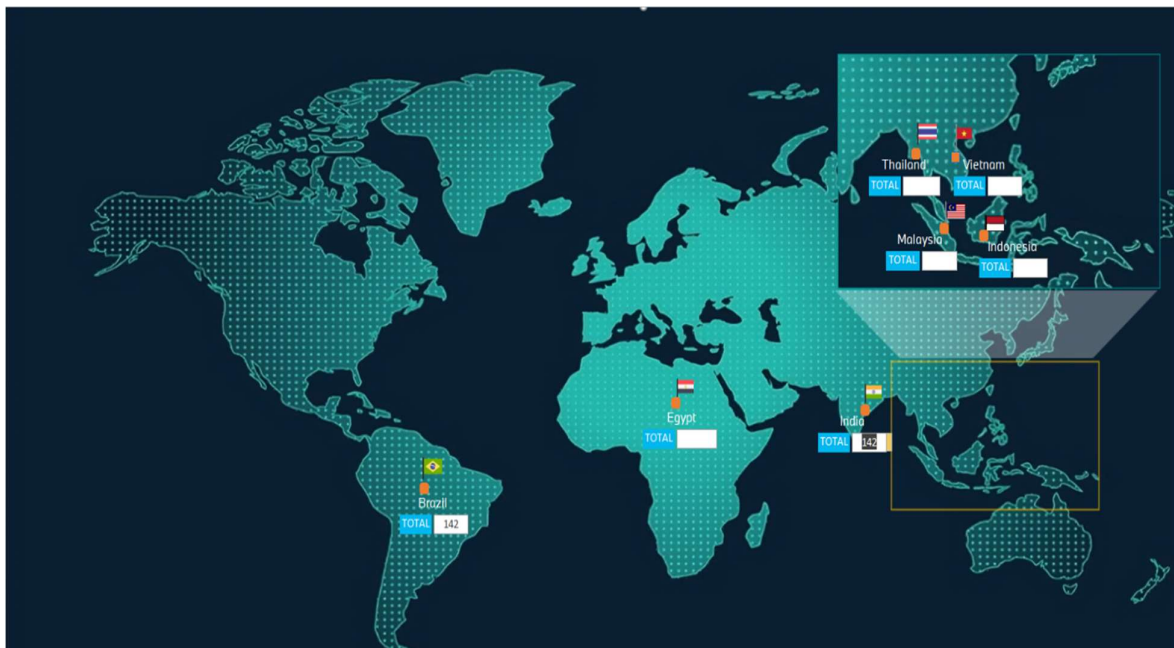 Thailand
TOTAL
Vietnam
TOTAL
Malaysia
TOTAL
Indonesia
TOTAL
Egypt
TOTAL
India
TOTAL 142
Brazil
TOTAL 142